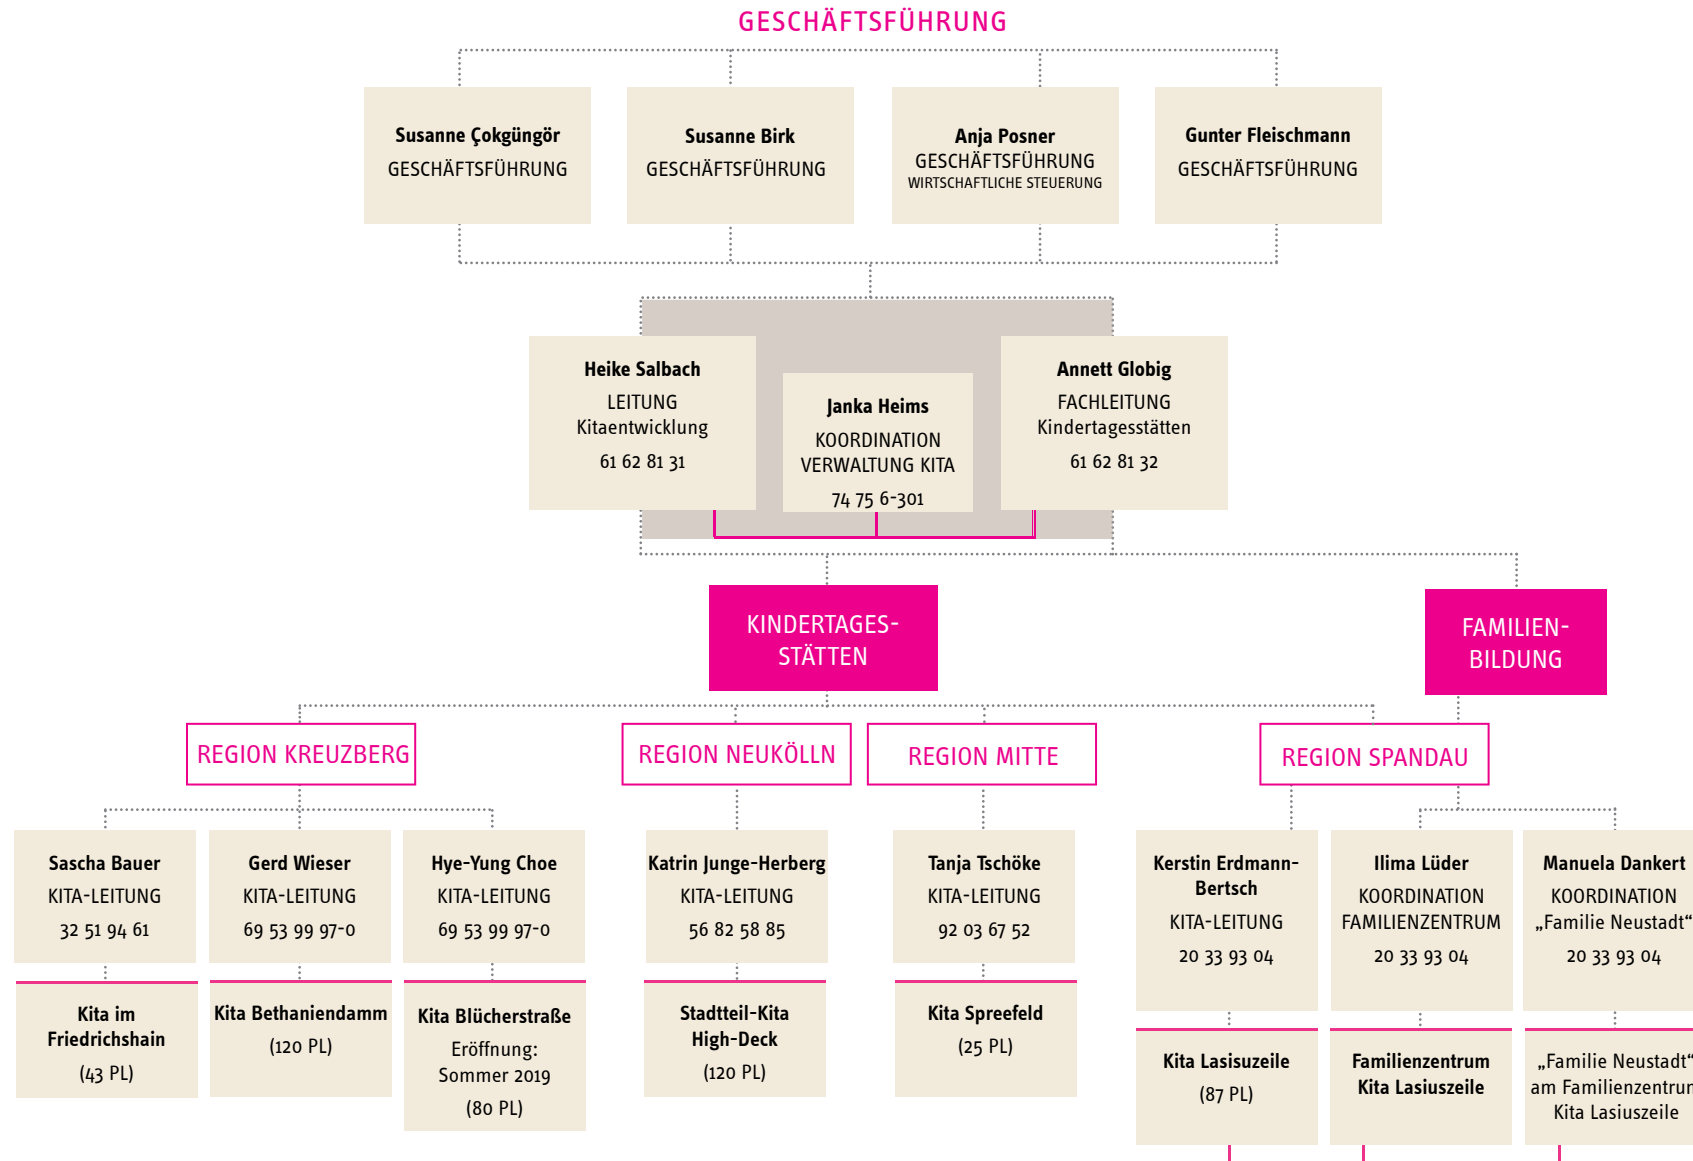 GESCHÄFTSFÜHRUNG
Susanne Çokgüngör
GESCHÄFTSFÜHRUNG
Susanne Birk
GESCHÄFTSFÜHRUNG
Anja Posner
GESCHÄFTSFÜHRUNG
WIRTSCHAFTLICHE STEUERUNG
Gunter Fleischmann
GESCHÄFTSFÜHRUNG
Heike Salbach
LEITUNG
Kitaentwicklung
61 62 81 31
Janka Heims
KOORDINATION
VERWALTUNG KITA
74 75 6-301
Annett Globig
FACHLEITUNG
Kindertagesstätten
61 62 81 32
KINDERTAGES-
STÄTTEN
FAMILIEN-
BILDUNG
REGION KREUZBERG
REGION NEUKÖLLN
REGION MITTE
REGION SPANDAU
Sascha Bauer
KITA-LEITUNG
32 51 94 61
Gerd Wieser
KITA-LEITUNG
69 53 99 97-0
Hye-Yung Choe
KITA-LEITUNG
69 53 99 97-0
Katrin Junge-Herberg
KITA-LEITUNG
56 82 58 85
Tanja Tschöke
KITA-LEITUNG
92 03 67 52
Kerstin Erdmann-
Bertsch
KITA-LEITUNG
20 33 93 04
Ilima Lüder
KOORDINATION
FAMILIENZENTRUM
20 33 93 04
Manuela Dankert
KOORDINATION
„Familie Neustadt“
20 33 93 04
Kita im
Friedrichshain
(43 PL)
Kita Bethaniendamm
(120 PL)
Kita Blücherstraße
Eröffnung:
Sommer 2019
(80 PL)
Stadtteil-Kita
High-Deck
(120 PL)
Kita Spreefeld
(25 PL)
Kita Lasisuzeile
(87 PL)
Familienzentrum
Kita Lasiuszeile
„Familie Neustadt“
am Familienzentrum
Kita Lasiuszeile